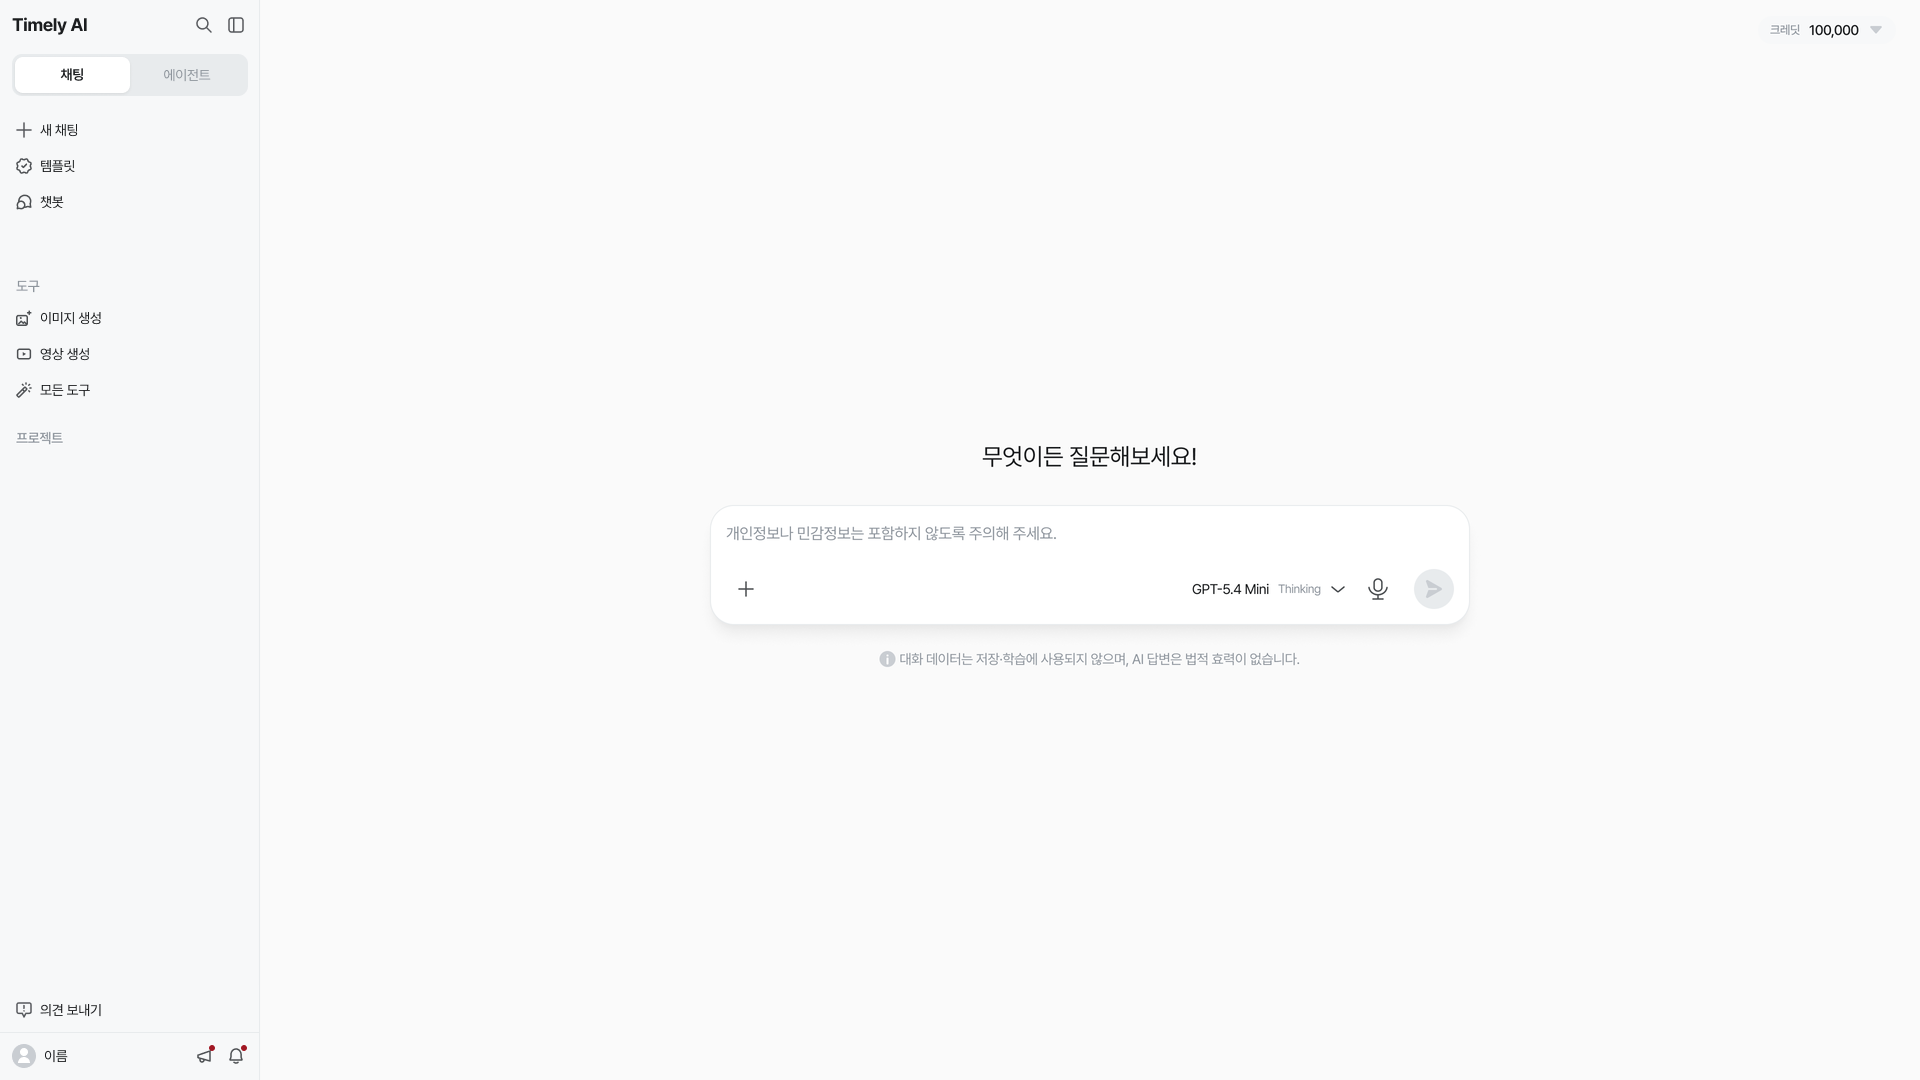 Timely AI
채팅
에이전트
새 채팅
템플릿
챗봇
도구
이미지 생성
영상 생성
모든 도구
프로젝트
의견 보내기
이름
크레딧 100,000
무엇이든 질문해보세요!
개인정보나 민감정보는 포함하지 않도록 주의해 주세요.
GPT-5.4 Mini Thinking
대화 데이터는 저장·학습에 사용되지 않으며, AI 답변은 법적 효력이 없습니다.